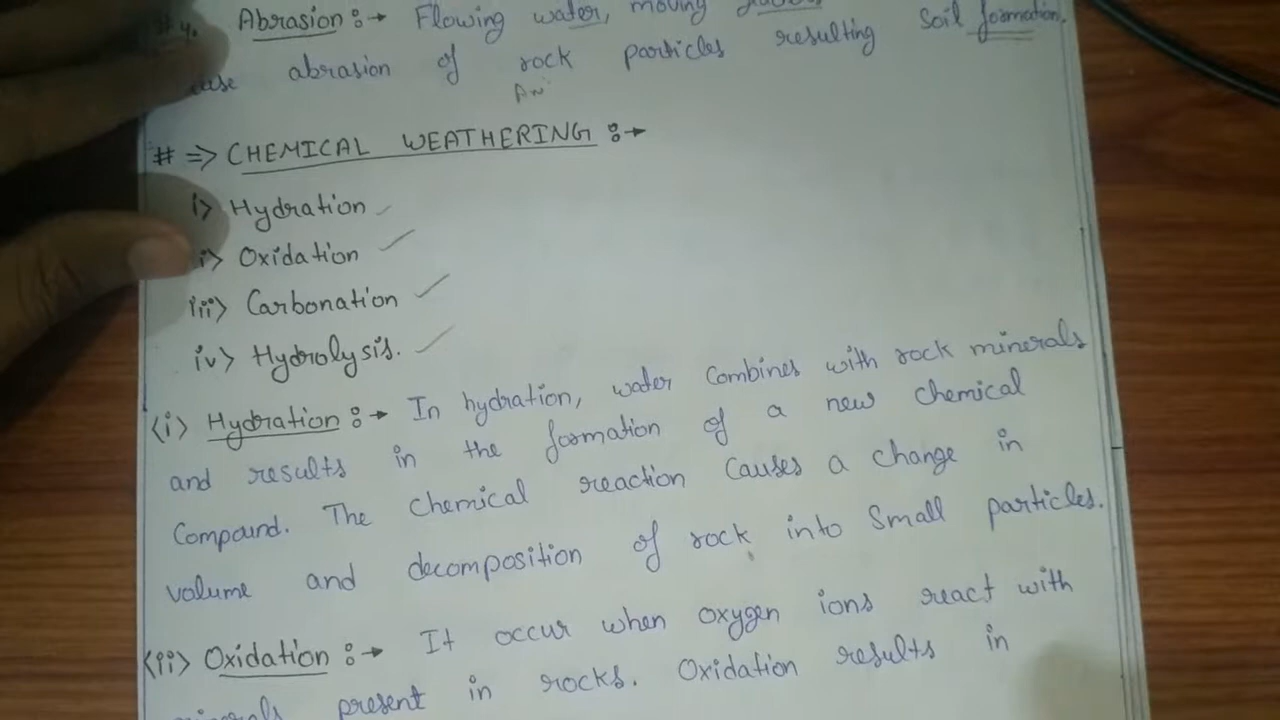 4. Abrasion :→ Flowing water, moving
abrasion of rock particles resulting Soil formation.
# => CHEMICAL WEATHERING :→
i> Hydration
i> Oxidation
iii> Carbonation
iv> Hydrolysis.
<i> Hydration :→ In hydration, water combines with rock minerals
and results in the formation of a new chemical
Compound. The chemical reaction causes a change in
volume and decomposition of rock into small particles.
<ii> Oxidation :→ It occur when oxygen ions react with
present in rocks. Oxidation results in